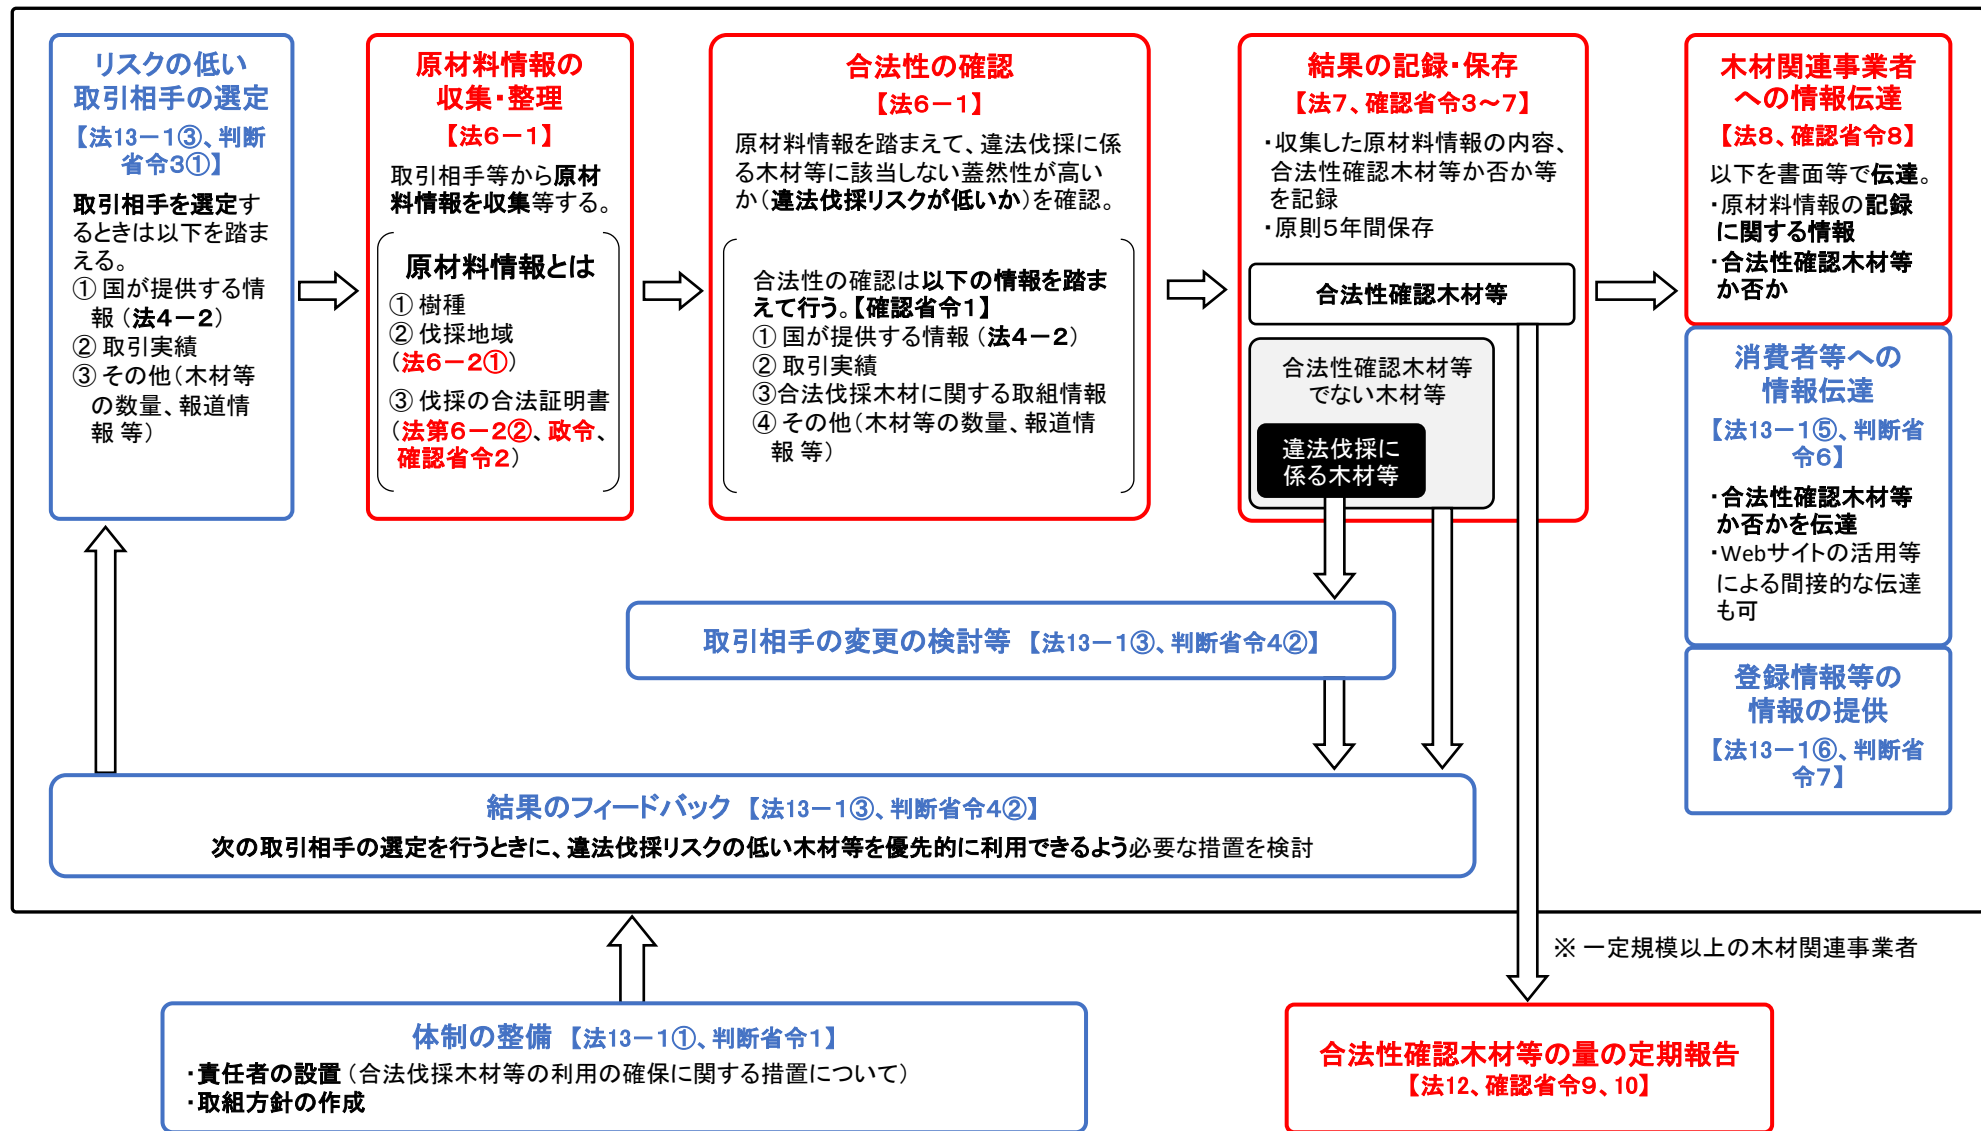 リスクの低い
取引相手の選定
【法13－1③、判断
省令3①】
取引相手を選定す
るときは以下を踏ま
える。
① 国が提供する情
報（法4－2）
② 取引実績
③ その他（木材等
の数量、報道情
報 等）
原材料情報の
収集・整理
【法6－1】
取引相手等から原材
料情報を収集等する。
原材料情報とは
① 樹種
② 伐採地域
（法6－2①）
③ 伐採の合法証明書
（法第6－2②、政令、
確認省令2）
合法性の確認
【法6－1】
原材料情報を踏まえて、違法伐採に係
る木材等に該当しない蓋然性が高い
か（違法伐採リスクが低いか）を確認。
合法性の確認は以下の情報を踏ま
えて行う。【確認省令1】
① 国が提供する情報（法4－2）
② 取引実績
③合法伐採木材に関する取組情報
④ その他（木材等の数量、報道情
報 等）
結果の記録・保存
【法7、確認省令3～7】
・収集した原材料情報の内容、
合法性確認木材等か否か等
を記録
・原則5年間保存
合法性確認木材等
合法性確認木材等
でない木材等
違法伐採に
係る木材等
木材関連事業者
への情報伝達
【法8、確認省令8】
以下を書面等で伝達。
・原材料情報の記録
に関する情報
・合法性確認木材等
か否か
消費者等への
情報伝達
【法13－1⑤、判断省
令6】
・合法性確認木材等
か否かを伝達
・Webサイトの活用等
による間接的な伝達
も可
登録情報等の
情報の提供
【法13－1⑥、判断省
令7】
取引相手の変更の検討等 【法13－1③、判断省令4②】
結果のフィードバック 【法13－1③、判断省令4②】
次の取引相手の選定を行うときに、違法伐採リスクの低い木材等を優先的に利用できるよう必要な措置を検討
※ 一定規模以上の木材関連事業者
体制の整備 【法13－1①、判断省令1】
・責任者の設置（合法伐採木材等の利用の確保に関する措置について）
・取組方針の作成
合法性確認木材等の量の定期報告
【法12、確認省令9、10】